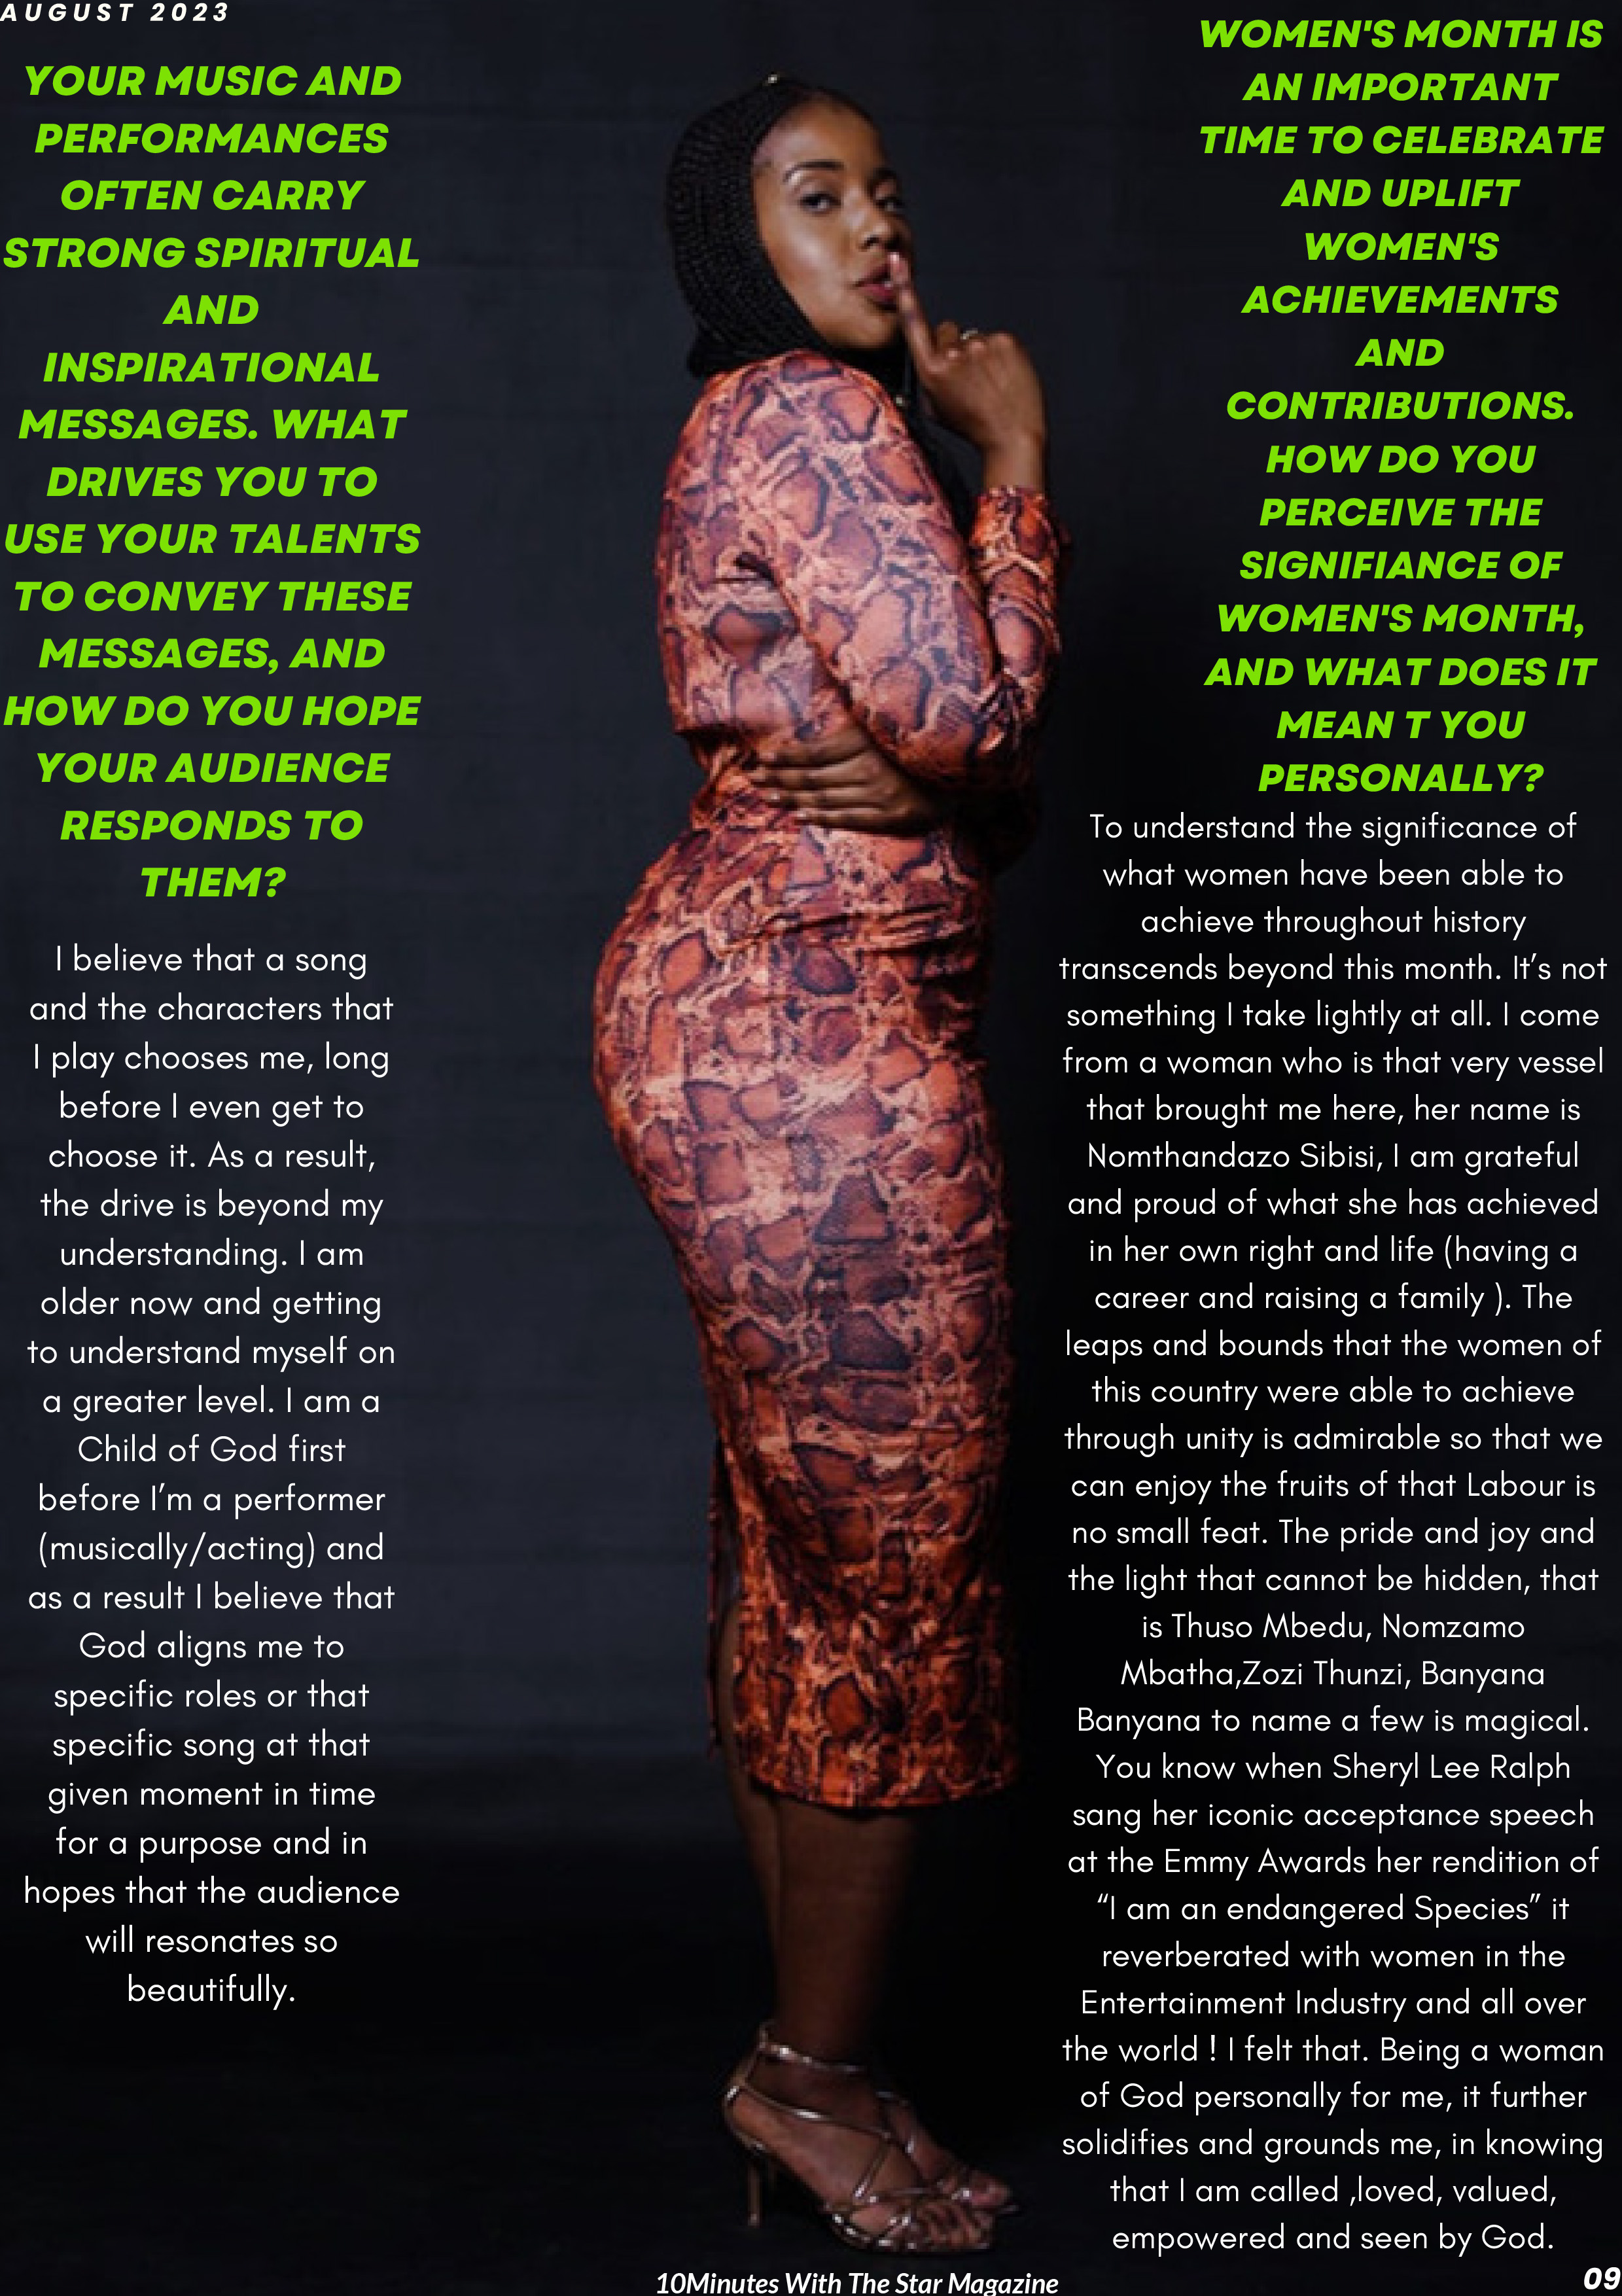 AUGUST 2023
YOUR MUSIC AND
PERFORMANCES
OFTEN CARRY
STRONG SPIRITUAL
AND
INSPIRATIONAL
MESSAGES. WHAT
DRIVES YOU TO
USE YOUR TALENTS
TO CONVEY THESE
MESSAGES, AND
HOW DO YOU HOPE
YOUR AUDIENCE
RESPONDS TO
THEM?
I believe that a song
and the characters that
I play chooses me, long
before I even get to
choose it. As a result,
the drive is beyond my
understanding. I am
older now and getting
to understand myself on
a greater level. I am a
Child of God first
before I’m a performer
(musically/acting) and
as a result I believe that
God aligns me to
specific roles or that
specific song at that
given moment in time
for a purpose and in
hopes that the audience
will resonates so
beautifully.
WOMEN'S MONTH IS
AN IMPORTANT
TIME TO CELEBRATE
AND UPLIFT
WOMEN'S
ACHIEVEMENTS
AND
CONTRIBUTIONS.
HOW DO YOU
PERCEIVE THE
SIGNIFIANCE OF
WOMEN'S MONTH,
AND WHAT DOES IT
MEAN T YOU
PERSONALLY?
To understand the significance of
what women have been able to
achieve throughout history
transcends beyond this month. It’s not
something I take lightly at all. I come
from a woman who is that very vessel
that brought me here, her name is
Nomthandazo Sibisi, I am grateful
and proud of what she has achieved
in her own right and life (having a
career and raising a family ). The
leaps and bounds that the women of
this country were able to achieve
through unity is admirable so that we
can enjoy the fruits of that Labour is
no small feat. The pride and joy and
the light that cannot be hidden, that
is Thuso Mbedu, Nomzamo
Mbatha,Zozi Thunzi, Banyana
Banyana to name a few is magical.
You know when Sheryl Lee Ralph
sang her iconic acceptance speech
at the Emmy Awards her rendition of
“I am an endangered Species” it
reverberated with women in the
Entertainment Industry and all over
the world ! I felt that. Being a woman
of God personally for me, it further
solidifies and grounds me, in knowing
that I am called ,loved, valued,
empowered and seen by God.
10Minutes With The Star Magazine
09